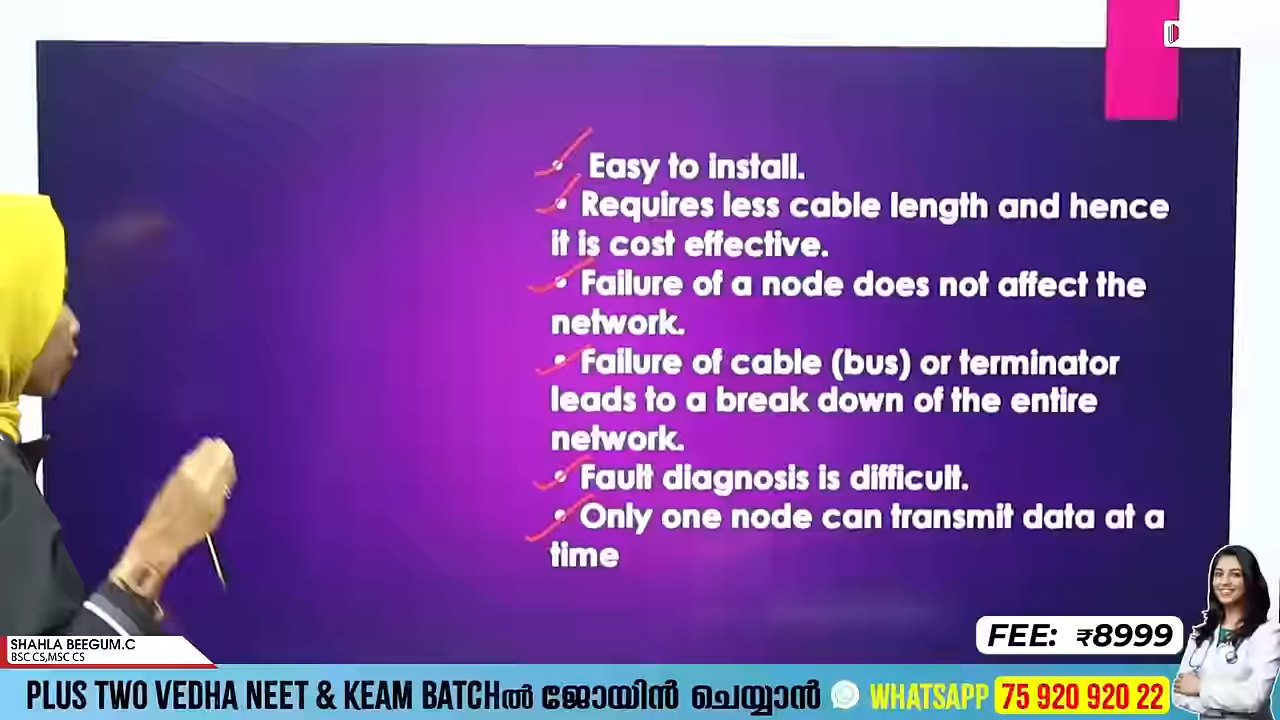 • Easy to install.
• Requires less cable length and hence
it is cost effective.
• Failure of a node does not affect the
network.
• Failure of cable (bus) or terminator
leads to a break down of the entire
network.
• Fault diagnosis is difficult.
• Only one node can transmit data at a
time
FEE: ₹8999
SHAHLA BEEGUM.C
BSC CS,MSC CS
PLUS TWO VEDHA NEET & KEAM BATCHൽ ജോയിൻ ചെയ്യാൻ WHATSAPP 75 920 920 22